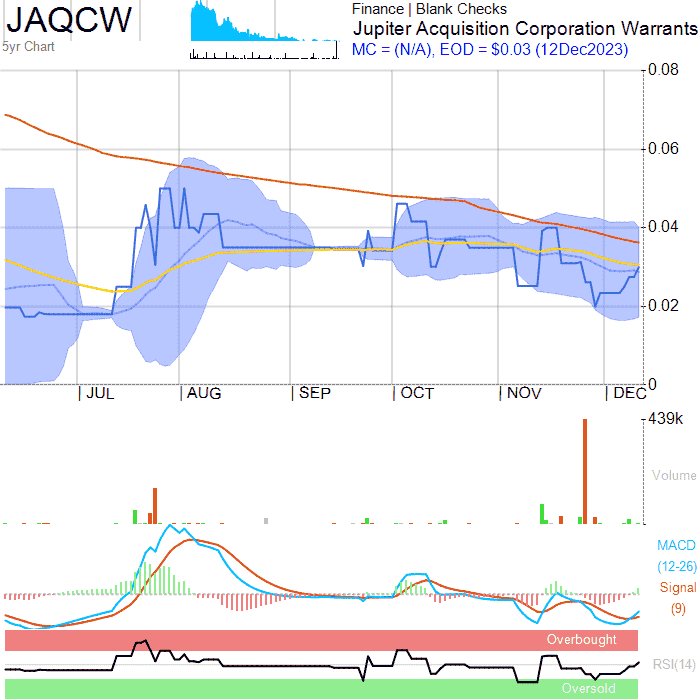 JAQCW
5yr Chart
Finance | Blank Checks
Jupiter Acquisition Corporation Warrants
MC = (N/A), EOD = $0.03 (12Dec2023)
0.08
0.06
0.04
0.02
0
| JUL | AUG | SEP | OCT | NOV | DEC
439k
Volume
MACD
(12-26)
Signal
(9)
Overbought
RSI(14)
Oversold